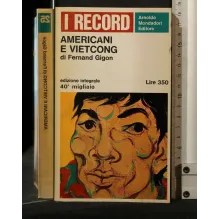 I RECORD
Arnoldo
Mondadori
Editore
AMERICANI
E VIETCONG
di Fernand Gigon
edizione integrale
40° migliaio
Lire 350